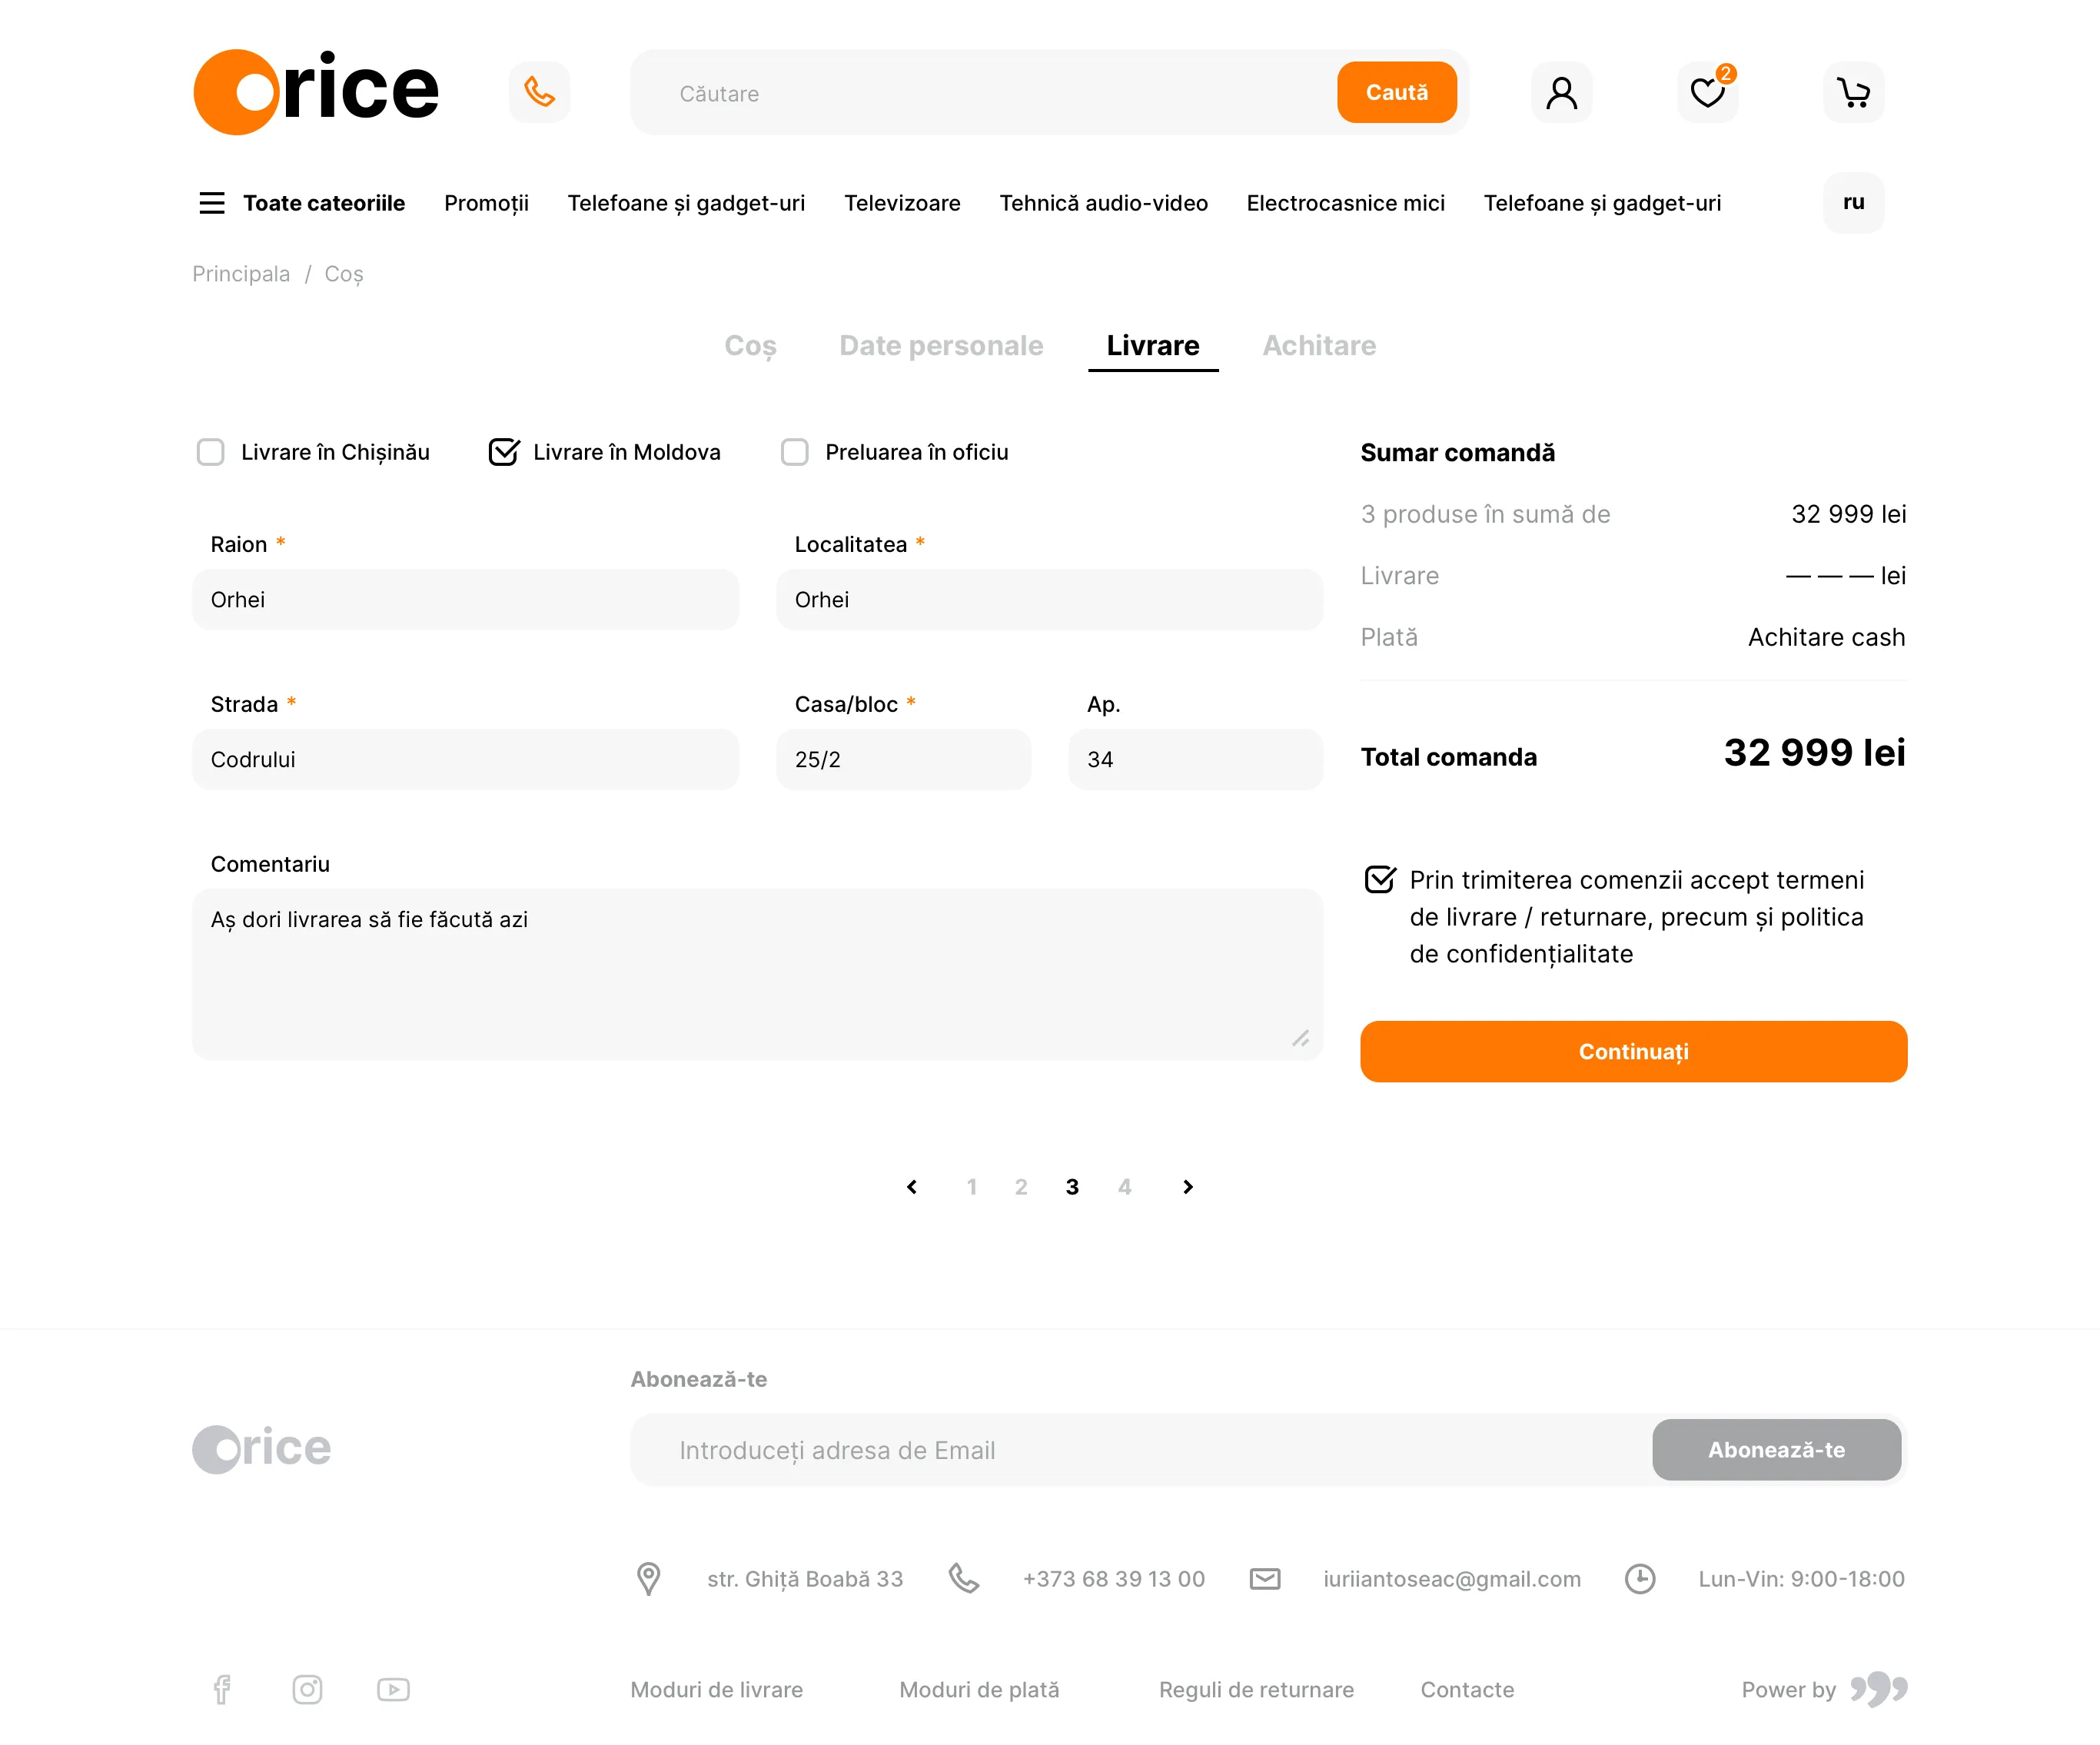 Orice
Căutare
Caută
2
Toate cateoriile Promoții Telefoane și gadget-uri Televizoare Tehnică audio-video Electrocasnice mici Telefoane și gadget-uri ru
Principala / Coș
Coș Date personale Livrare Achitare
Livrare în Chișinău Livrare în Moldova Preluarea în oficiu
Raion * Localitatea *
Orhei Orhei
Strada * Casa/bloc * Ap.
Codrului 25/2 34
Comentariu
Aș dori livrarea să fie făcută azi
Sumar comandă
3 produse în sumă de 32 999 lei
Livrare — — — lei
Plată Achitare cash
Total comanda 32 999 lei
Prin trimiterea comenzii accept termeni
de livrare / returnare, precum și politica
de confidențialitate
Continuați
1 2 3 4
Abonează-te
Orice
Introduceți adresa de Email Abonează-te
str. Ghiță Boabă 33 +373 68 39 13 00 iuriiantoseac@gmail.com Lun-Vin: 9:00-18:00
Moduri de livrare Moduri de plată Reguli de returnare Contacte Power by